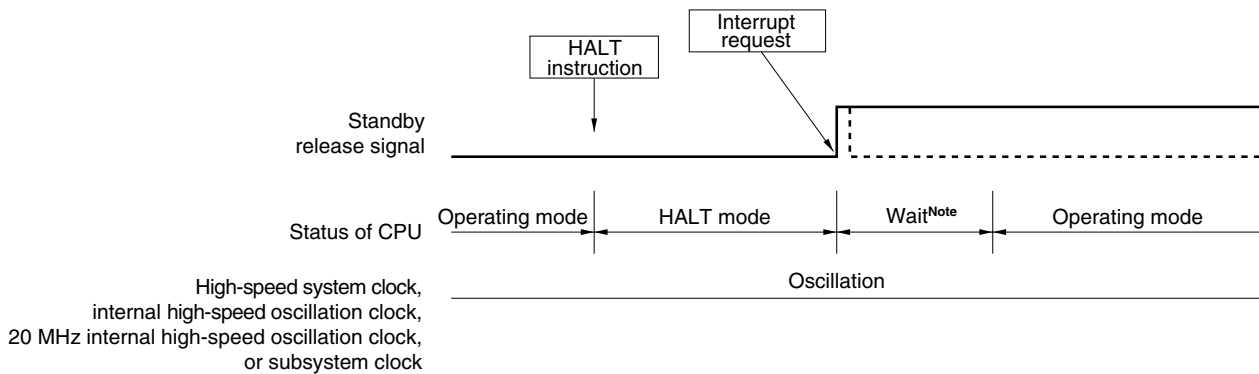 Interrupt
request
HALT
instruction
Standby
release signal
Status of CPU
Operating mode
HALT mode
WaitNote
Operating mode
High-speed system clock,
internal high-speed oscillation clock,
20 MHz internal high-speed oscillation clock,
or subsystem clock
Oscillation